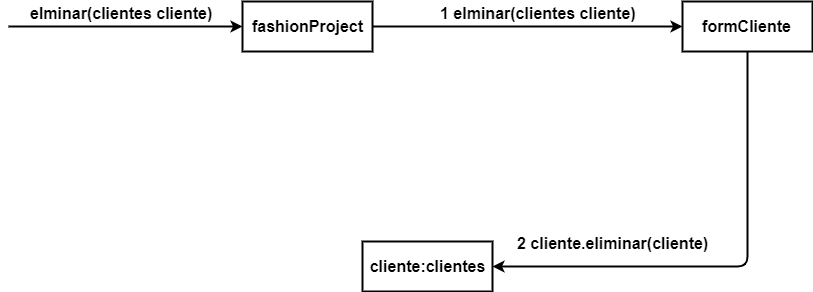 elminar(clientes cliente)
fashionProject
1 elminar(clientes cliente)
formCliente
2 cliente.eliminar(cliente)
cliente:clientes